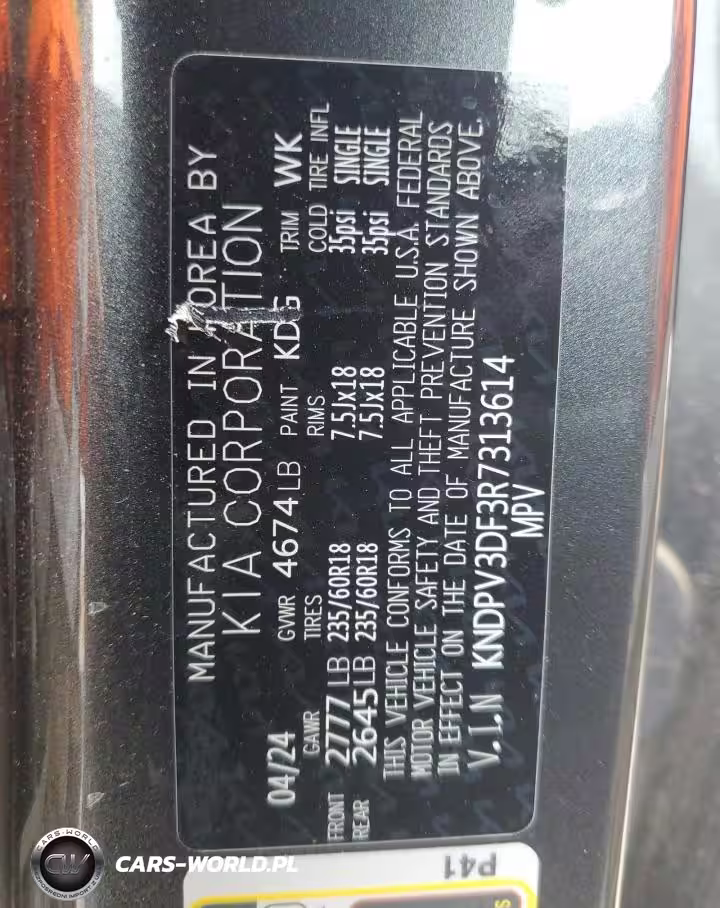 MANUFACTURED IN KOREA BY
KIA CORPORATION
04/24 GVWR 4674LB PAINT KDG TRIM WK
GAWR TIRES RIMS COLD TIRE INFL
FRONT 2777LB 235/60R18 7.5Jx18 35psi SINGLE
REAR 2645LB 235/60R18 7.5Jx18 35psi SINGLE
THIS VEHICLE CONFORMS TO ALL APPLICABLE U.S.A. FEDERAL
MOTOR VEHICLE SAFETY AND THEFT PREVENTION STANDARDS
IN EFFECT ON THE DATE OF MANUFACTURE SHOWN ABOVE.
V.I.N KNDPV3DF3R7313614
MPV
P41
CARS-WORLD
CW
CARS-WORLD.PL